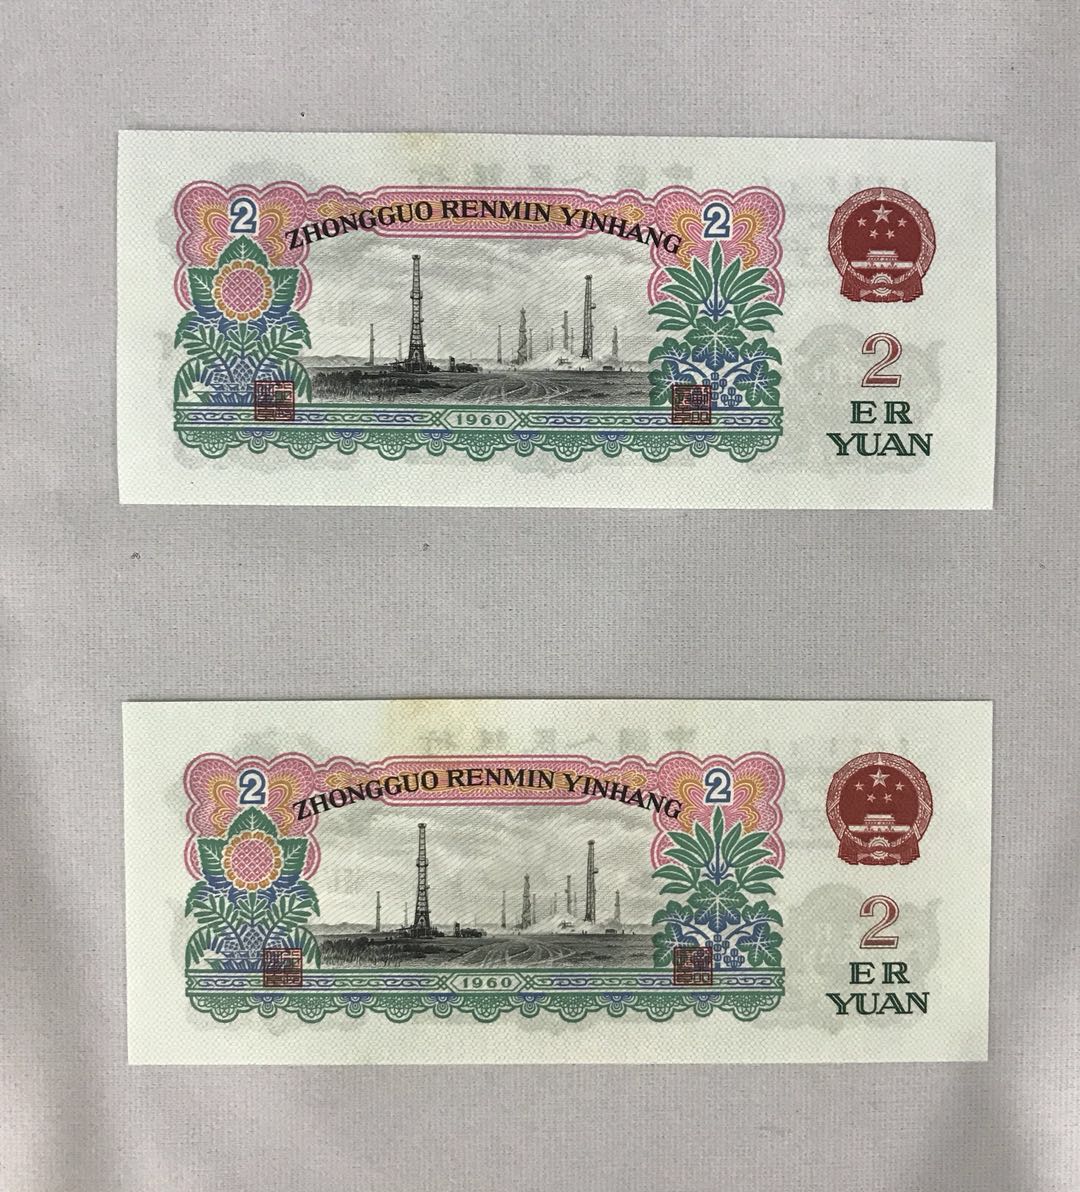 2 ZHONGGUO RENMIN YINHANG 2
2
ER
YUAN
1960
2 ZHONGGUO RENMIN YINHANG 2
2
ER
YUAN
1960